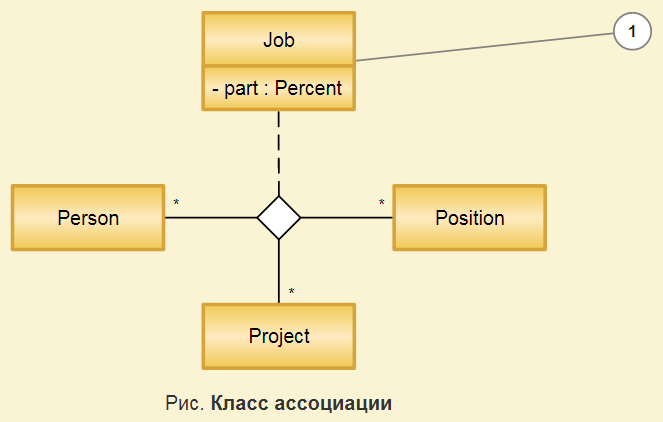 Job
1
- part : Percent
Person
*
*
Position
*
Project
Рис. Класс ассоциации